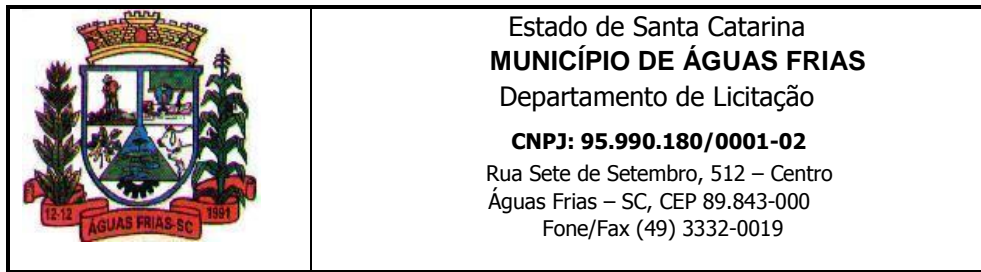 12-12
ÁGUAS FRIAS-SC
1991
Estado de Santa Catarina
MUNICÍPIO DE ÁGUAS FRIAS
Departamento de Licitação
CNPJ: 95.990.180/0001-02
Rua Sete de Setembro, 512 – Centro
Águas Frias – SC, CEP 89.843-000
Fone/Fax (49) 3332-0019